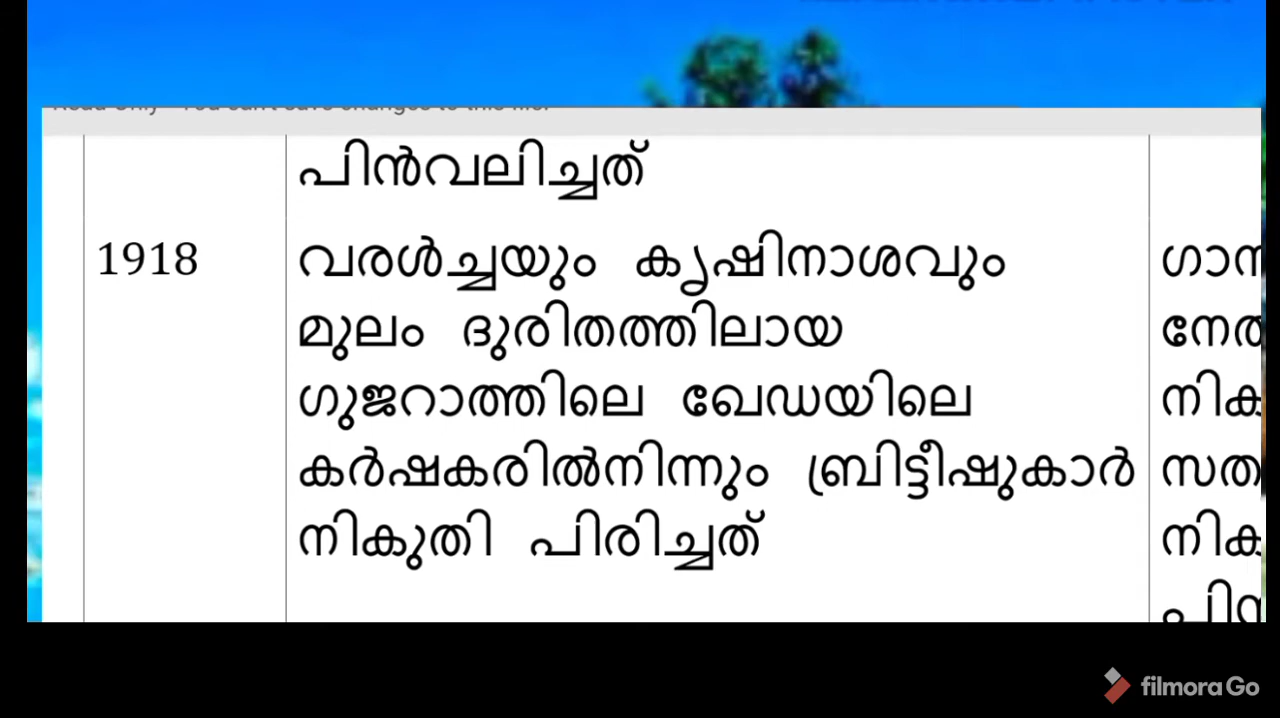 പിൻവലിച്ചത്
1918
വരൾച്ചയും കൃഷിനാശവും
മുലം ദുരിതത്തിലായ
ഗുജറാത്തിലെ ഖേഡയിലെ
കർഷകരിൽനിന്നും ബ്രിട്ടീഷുകാർ
നികുതി പിരിച്ചത്
filmora Go